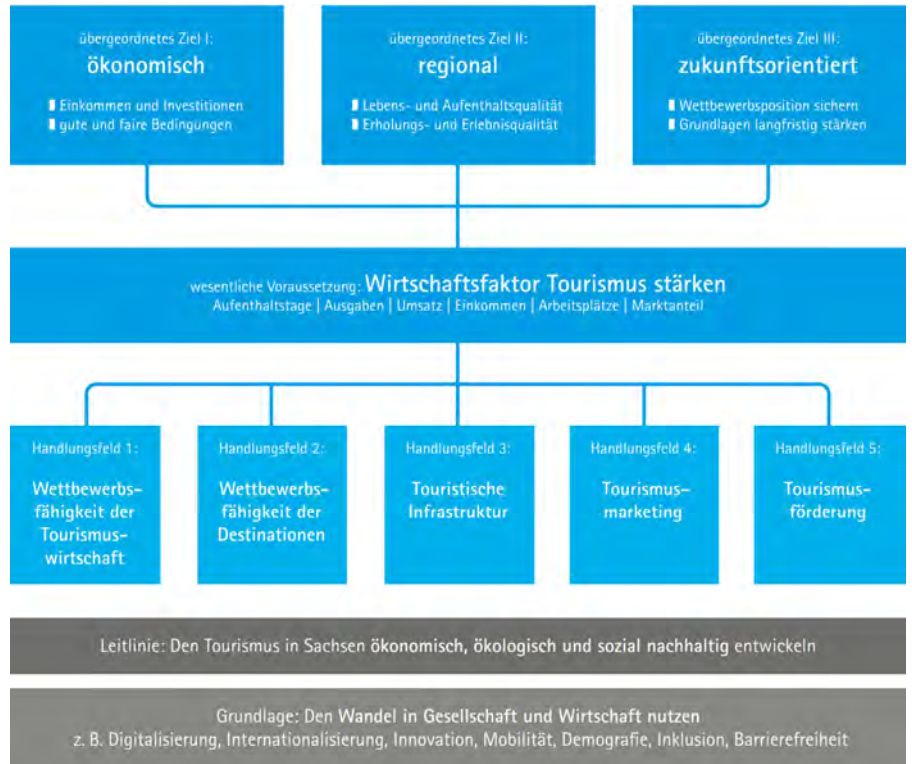 übergeordnetes Ziel I:
ökonomisch
Einkommen und Investitionen
gute und faire Bedingungen
übergeordnetes Ziel II:
regional
Lebens- und Aufenthaltsqualität
Erholungs- und Erlebnisqualität
übergeordnetes Ziel III:
zukunftsorientiert
Wettbewerbsposition sichern
Grundlagen langfristig stärken
wesentliche Voraussetzung: Wirtschaftsfaktor Tourismus stärken
Aufenthaltstage | Ausgaben | Umsatz | Einkommen | Arbeitsplätze | Marktanteil
Handlungsfeld 1:
Wettbewerbs-
fähigkeit der
Tourismus-
wirtschaft
Handlungsfeld 2:
Wettbewerbs-
fähigkeit der
Destinationen
Handlungsfeld 3:
Touristische
Infrastruktur
Handlungsfeld 4:
Tourismus-
marketing
Handlungsfeld 5:
Tourismus-
förderung
Leitlinie: Den Tourismus in Sachsen ökonomisch, ökologisch und sozial nachhaltig entwickeln
Grundlage: Den Wandel in Gesellschaft und Wirtschaft nutzen
z. B. Digitalisierung, Internationalisierung, Innovation, Mobilität, Demografie, Inklusion, Barrierefreiheit